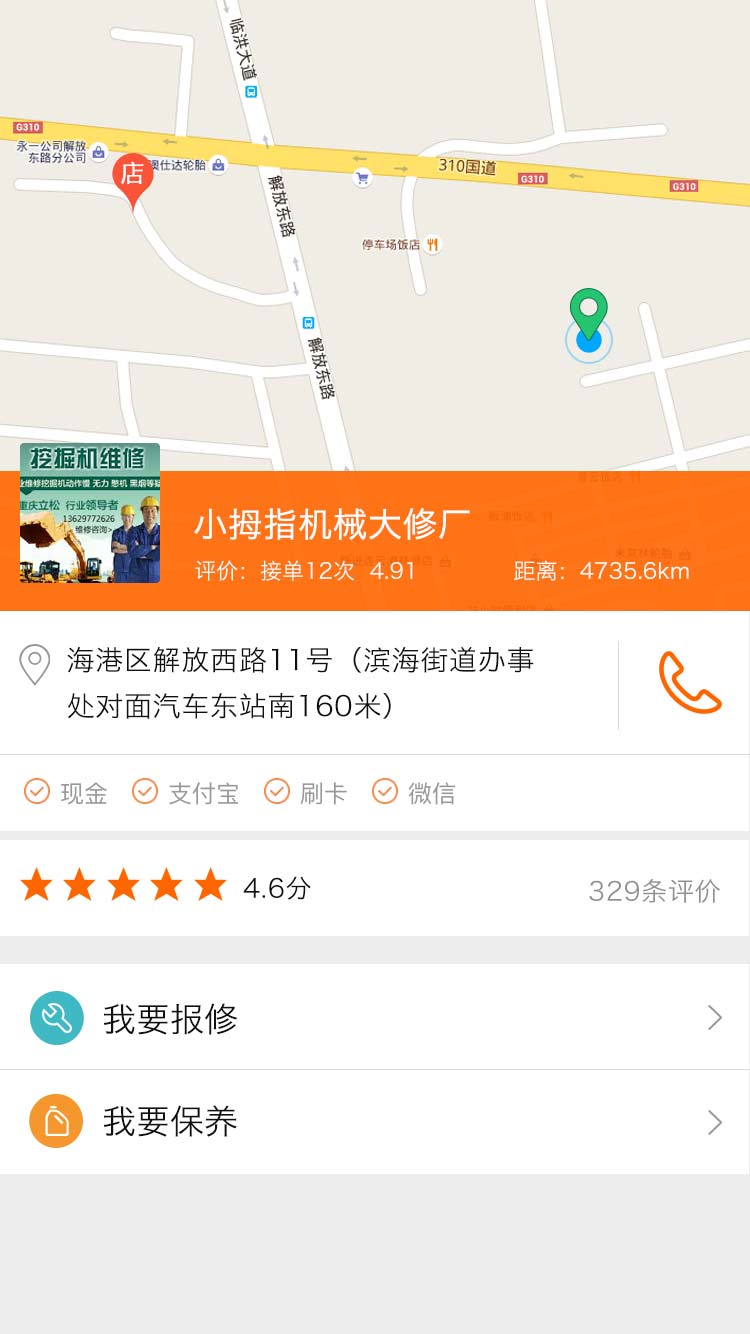 临洪大道
G310
永一公司解放
东路分公司
店
澳仕达轮胎
310国道
G310
G310
解放东路
停车场饭店
解放东路
挖掘机维修
业维修挖掘机动作慢 无力 憋机 黑烟等疑
重庆立松 行业领导者
13629772626
维修咨询>
小拇指机械大修厂
评价：接单12次 4.91
距离：4735.6km
海港区解放西路11号（滨海街道办事
处对面汽车东站南160米）
现金
支付宝
刷卡
微信
4.6分
329条评价
我要报修
我要保养